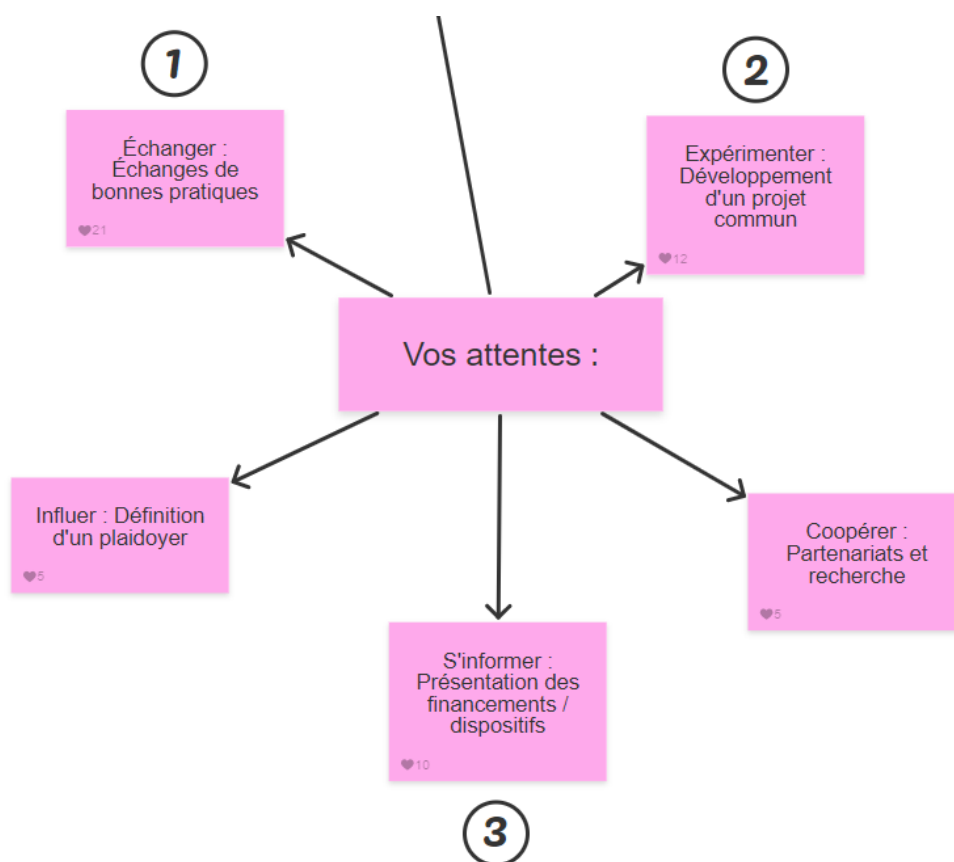 1
Échanger :
Échanges de
bonnes pratiques
21
2
Expérimenter :
Développement
d'un projet
commun
12
Vos attentes :
Influer : Définition
d'un plaidoyer
5
Coopérer :
Partenariats et
recherche
5
S'informer :
Présentation des
financements /
dispositifs
10
3